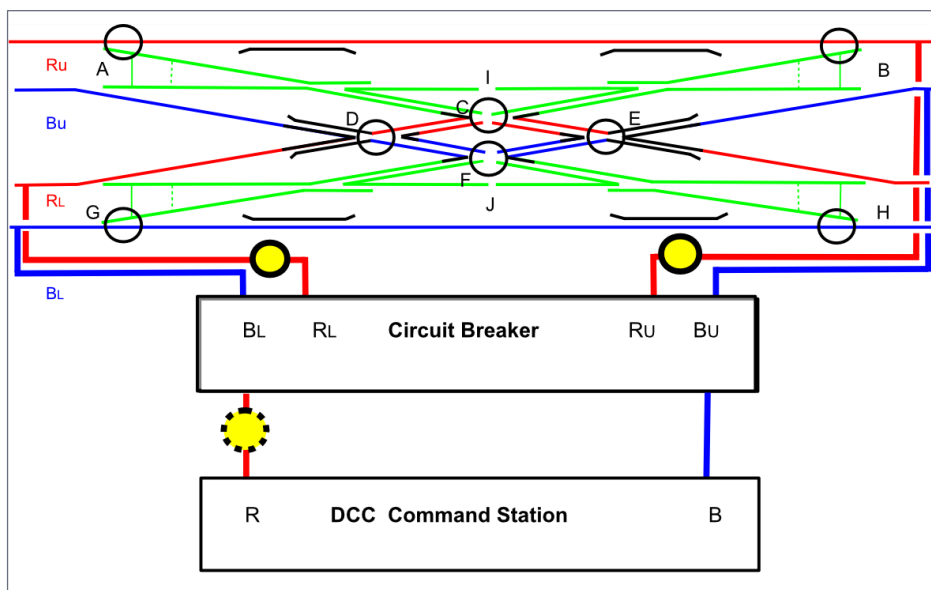 Ru
A
I
B
C
Bu
D
E
F
RL
G
J
H
BL
BL RL Circuit Breaker RU BU
R DCC Command Station B